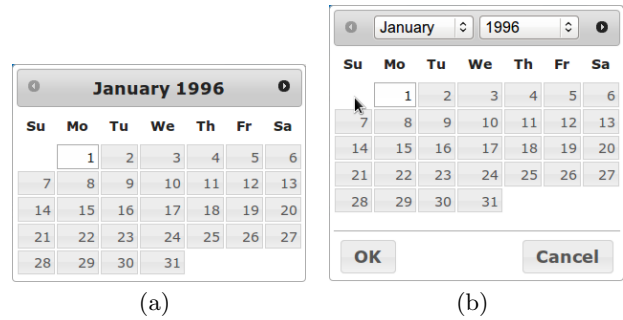 January 1996
Su Mo Tu We Th Fr Sa
1 2 3 4 5 6
7 8 9 10 11 12 13
14 15 16 17 18 19 20
21 22 23 24 25 26 27
28 29 30 31
(a)
January 1996
Su Mo Tu We Th Fr Sa
1 2 3 4 5 6
7 8 9 10 11 12 13
14 15 16 17 18 19 20
21 22 23 24 25 26 27
28 29 30 31
OK Cancel
(b)